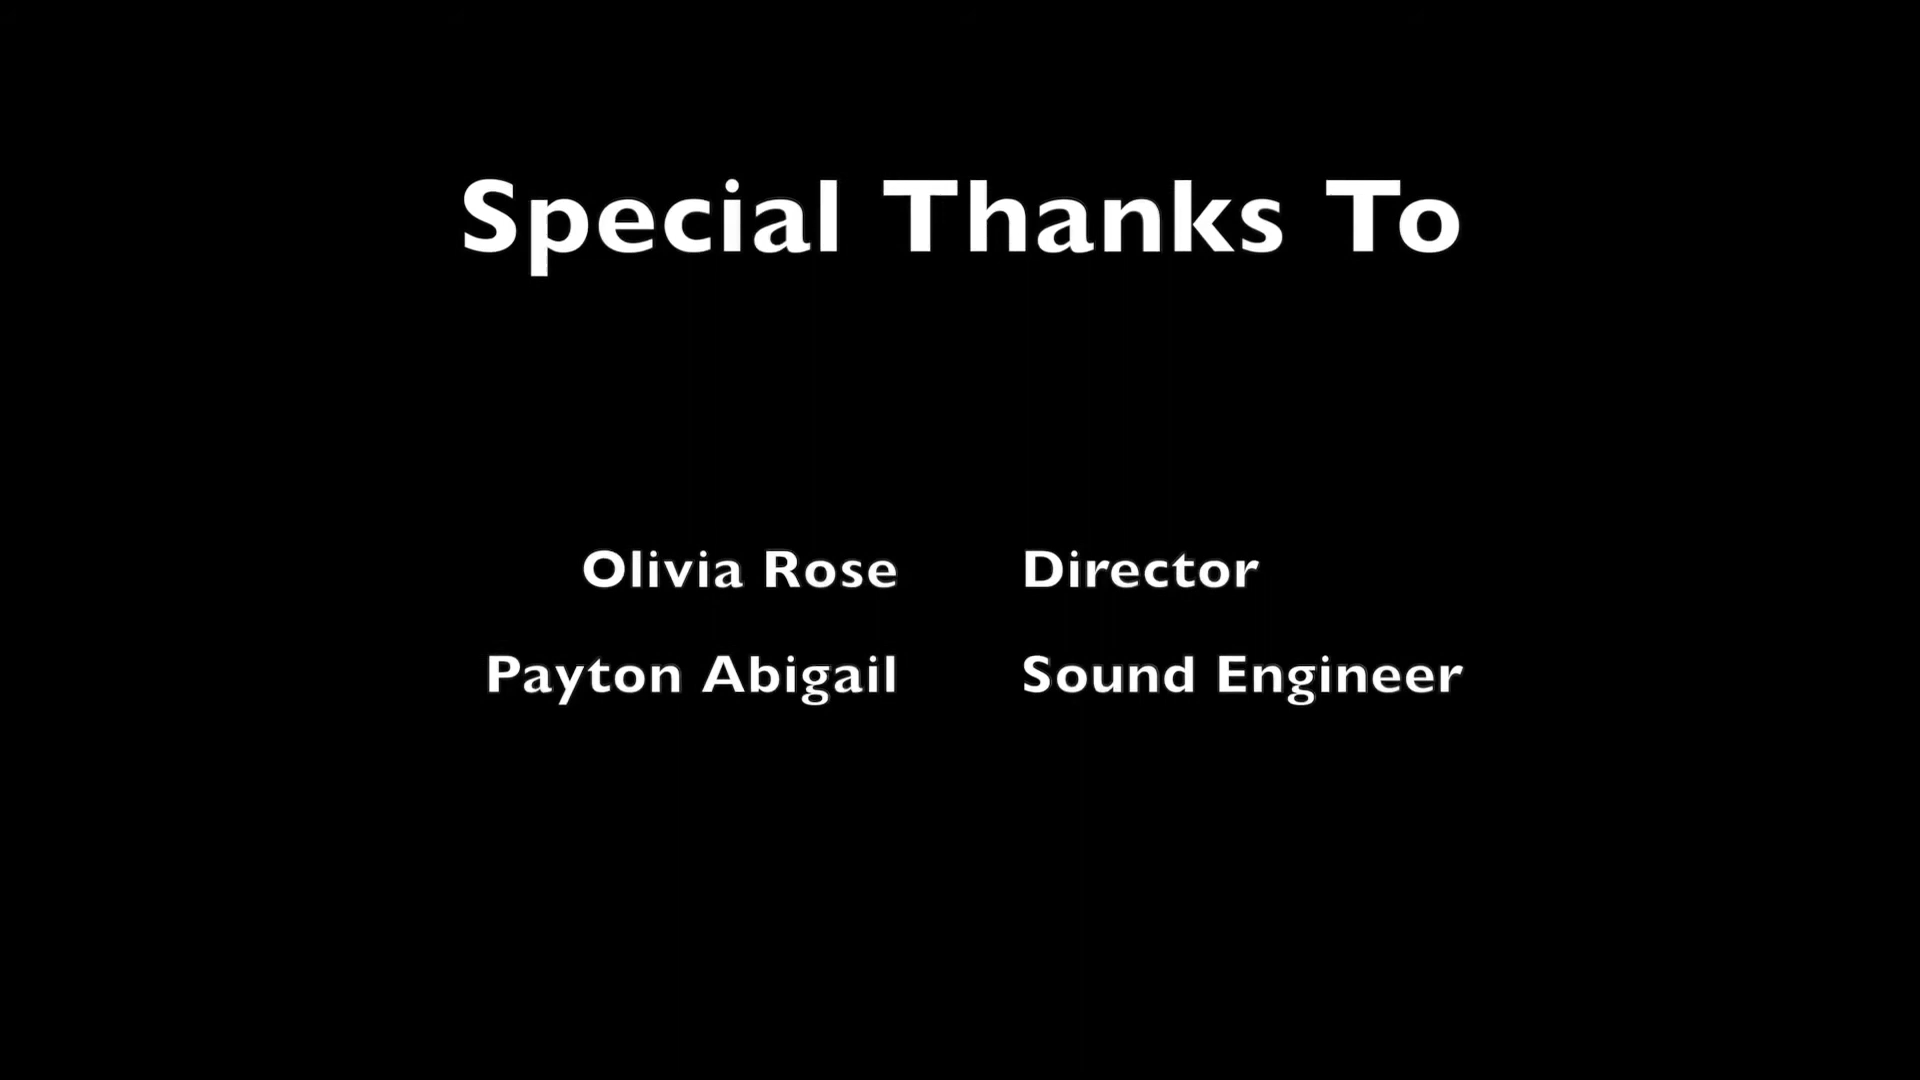 Special Thanks To
Olivia Rose Director
Payton Abigail Sound Engineer